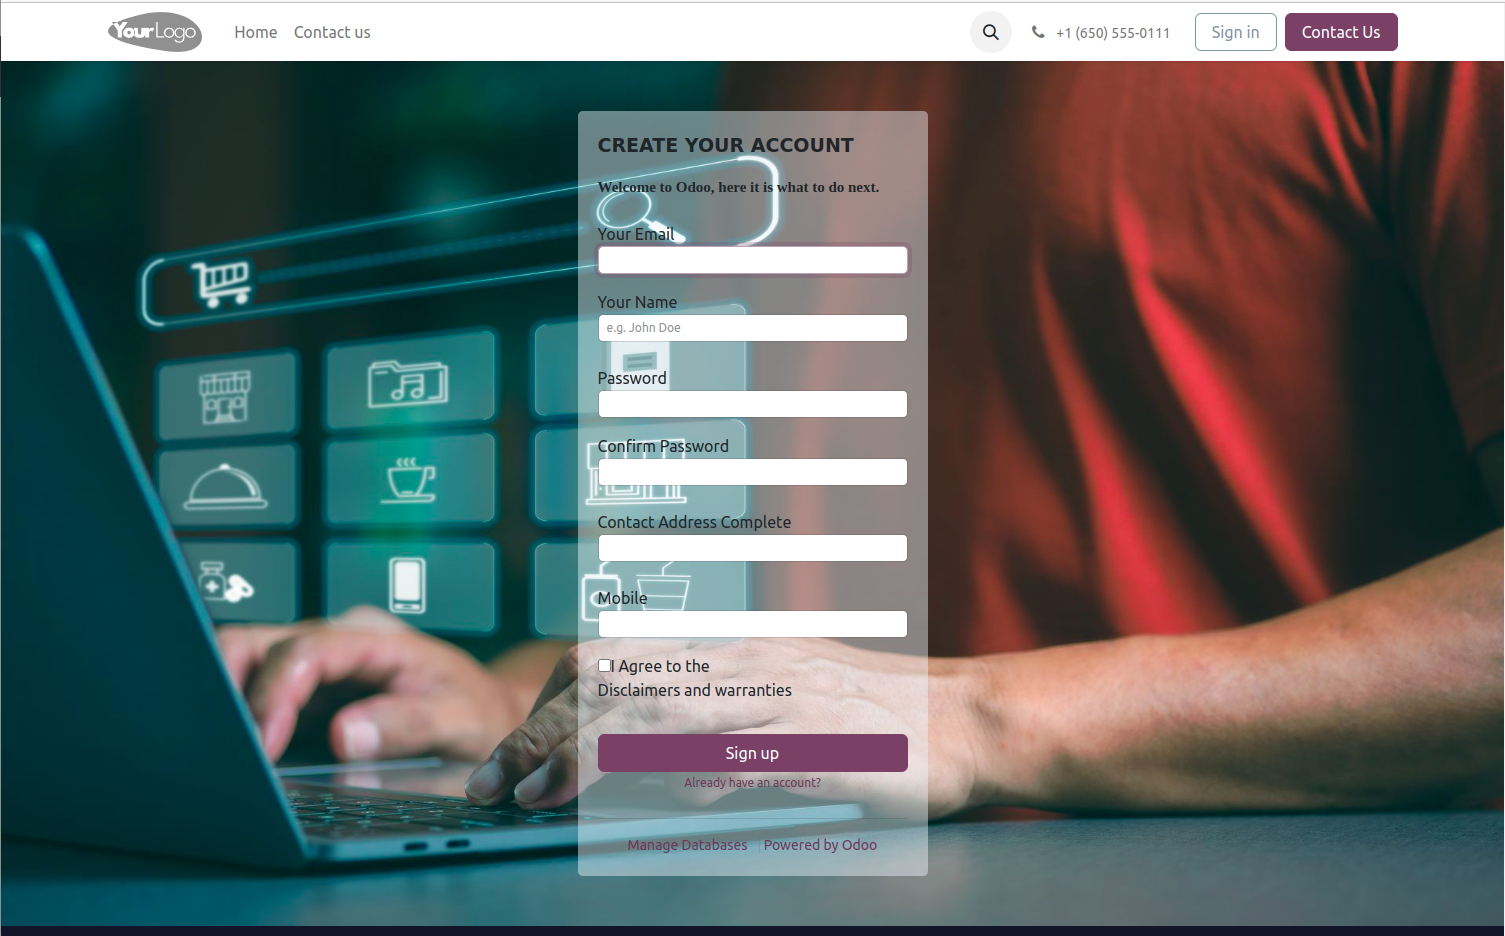 YourLogo
Home
Contact us
+1 (650) 555-0111
Sign in
Contact Us
CREATE YOUR ACCOUNT
Welcome to Odoo, here it is what to do next.
Your Email
Your Name
e.g. John Doe
Password
Confirm Password
Contact Address Complete
Mobile
I Agree to the
Disclaimers and warranties
Sign up
Already have an account?
Manage Databases | Powered by Odoo